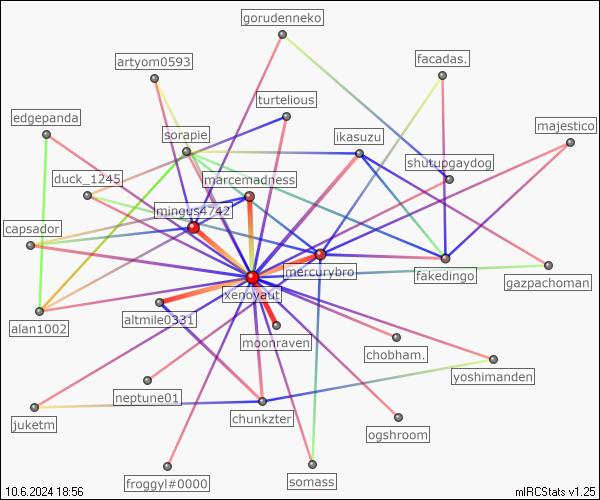 gorudenneko
artyom0593
facadas.
turtelious
edgepanda
majestico
sorapie
ikasuzu
shutupgaydog
duck_1245
marcemadness
mingus4742
capsador
mercurybro
fakedingo
gazpachoman
xenoyaut
altmile0331
alan1002
moonraven
chobham.
yoshimanden
neptune01
chunkzter
juketm
ogshroom
froggyl#0000
somass
10.6.2024 18:56
mIRCStats v1.25